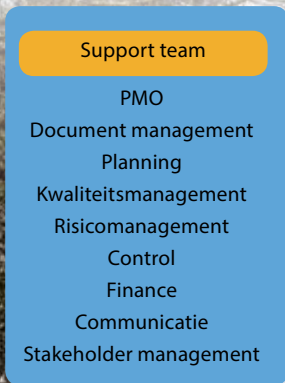 Support team
PMO
Document management
Planning
Kwaliteitsmanagement
Risicomanagement
Control
Finance
Communicatie
Stakeholder management